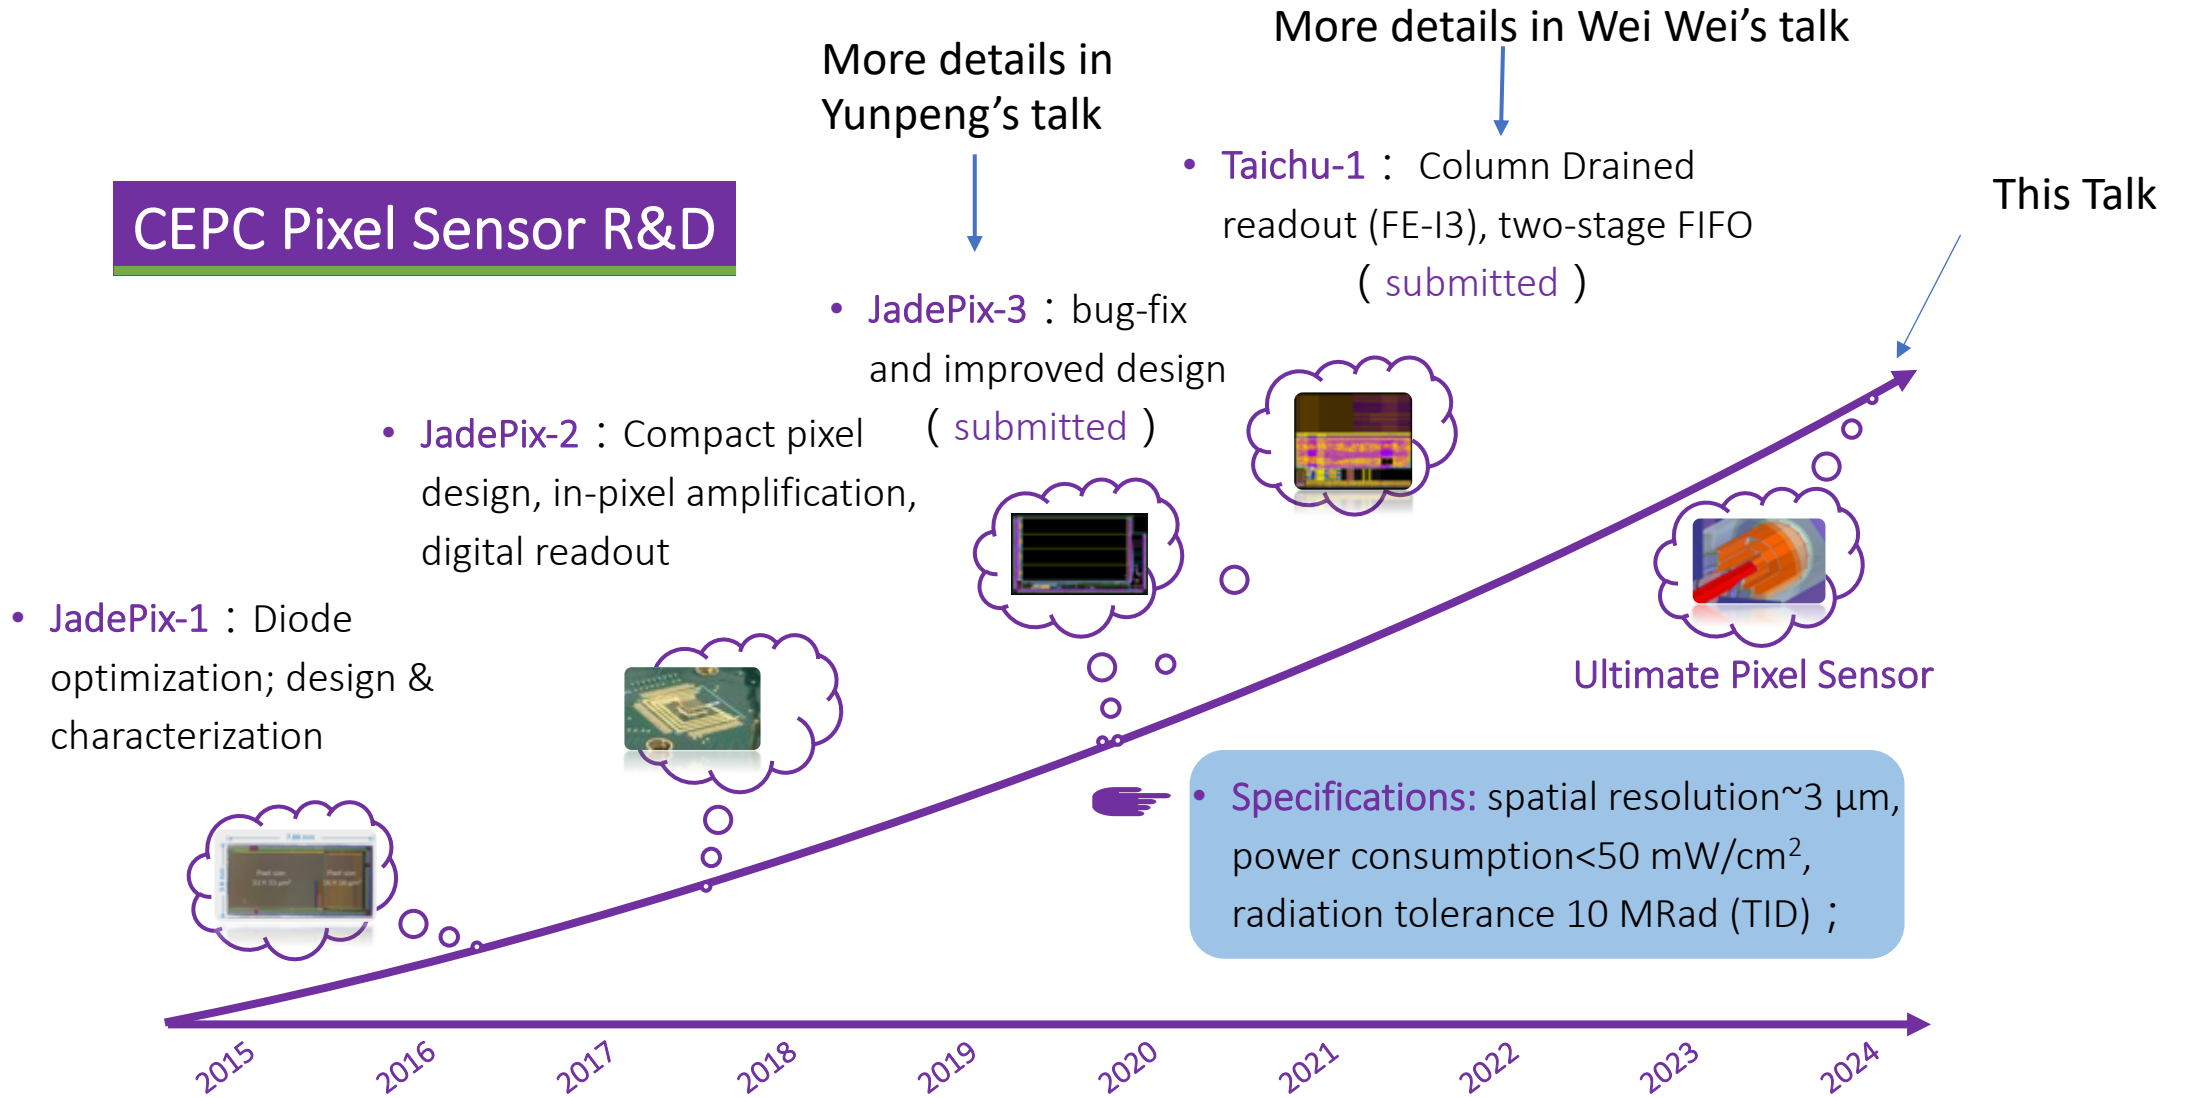 More details in Wei Wei’s talk
More details in
Yunpeng’s talk
• Taichu-1： Column Drained
readout (FE-I3), two-stage FIFO
( submitted )
This Talk
CEPC Pixel Sensor R&D
• JadePix-3：bug-fix
and improved design
( submitted )
• JadePix-2：Compact pixel
design, in-pixel amplification,
digital readout
• JadePix-1：Diode
optimization; design &
characterization
Ultimate Pixel Sensor
• Specifications: spatial resolution~3 μm,
power consumption<50 mW/cm²,
radiation tolerance 10 MRad (TID)；
2015
2016
2017
2018
2019
2020
2021
2022
2023
2024